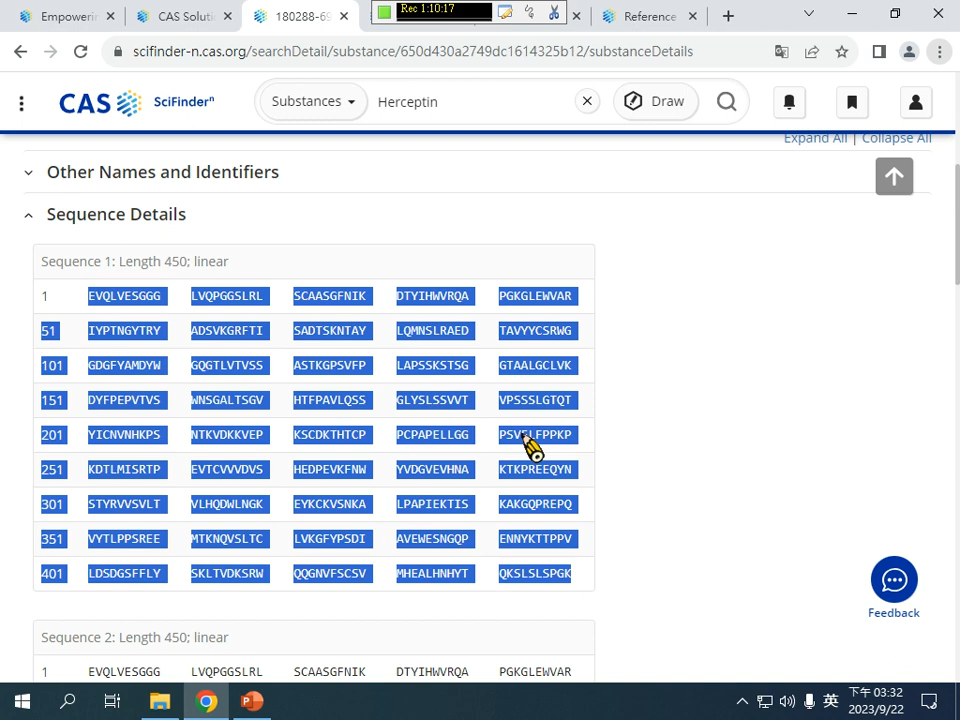 Empowerin
CAS Soluti
180288-69
Rec 1:10:17
Reference
scifinder-n.cas.org/searchDetail/substance/650d430a2749dc1614325b12/substanceDetails
CAS SciFinderⁿ
Substances
Herceptin
Draw
Expand All | Collapse All
Other Names and Identifiers
Sequence Details
Sequence 1: Length 450; linear
1 EVQLVESGGG LVQPGGSLRL SCAASGFNIK DTYIHWVRQA PGKGLEWVAR
51 IYPTNGYTRY ADSVKGRFTI SADTSKNTAY LQMNSLRAED TAVYYCSRWG
101 GDGFYAMDYW GQGTLVTVSS ASTKGPSVFP LAPSSKSTSG GTAALGCLVK
151 DYFPEPVTVS WNSGALTSGV HTFPAVLQSS GLYSLSSVVT VPSSSLGTQT
201 YICNVNHKPS NTKVDKKVEP KSCDKTHTCP PCPAPELLGG PSVFLFPPKP
251 KDTLMISRTP EVTCVVVDVS HEDPEVKFNW YVDGVEVHNA KTKPREEQYN
301 STYRVVSVLT VLHQDWLNGK EYKCKVSNKA LPAPIEKTIS KAKGQPREPQ
351 VYTLPPSREE MTKNQVSLTC LVKGFYPSDI AVEWESNGQP ENNYKTTPPV
401 LDSDGSFFLY SKLTVDKSRW QQGNVFSCSV MHEALHNHYT QKSLSLSPGK
Feedback
Sequence 2: Length 450; linear
1 EVQLVESGGG LVQPGGSLRL SCAASGFNIK DTYIHWVRQA PGKGLEWVAR
英
下午 03:32
2023/9/22